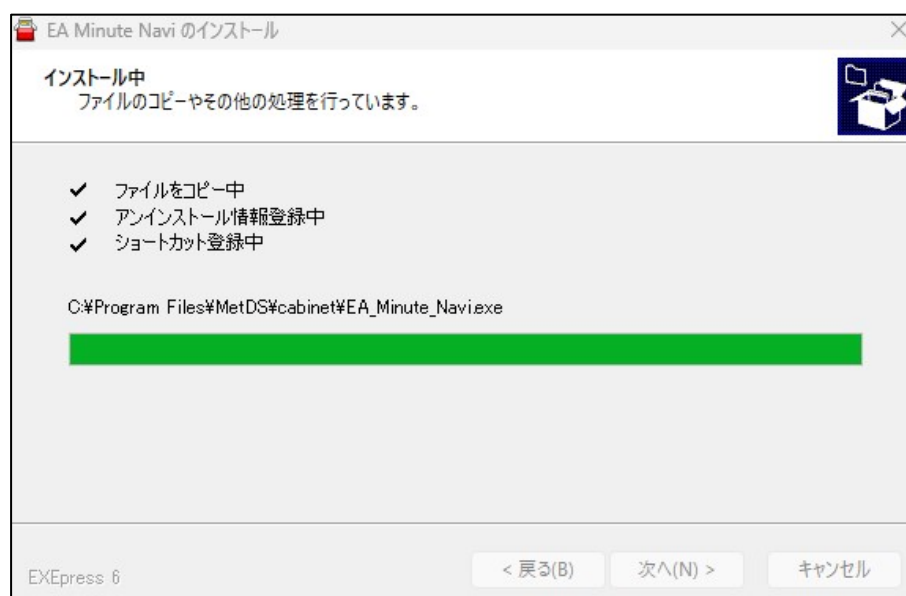 EA Minute Navi のインストール
インストール中
ファイルのコピーやその他の処理を行っています。
ファイルをコピー中
アンインストール情報登録中
ショートカット登録中
C:¥Program Files¥MetDS¥cabinet¥EA_Minute_Navi.exe
EXEpress 6
< 戻る(B)
次へ(N) >
キャンセル